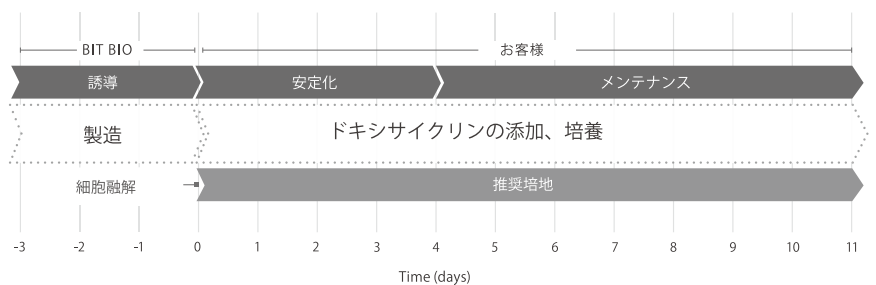 BIT BIO
お客様
誘導
安定化
メンテナンス
製造
ドキシサイクリンの添加、培養
細胞融解
推奨培地
-3 -2 -1 0 1 2 3 4 5 6 7 8 9 10 11
Time (days)